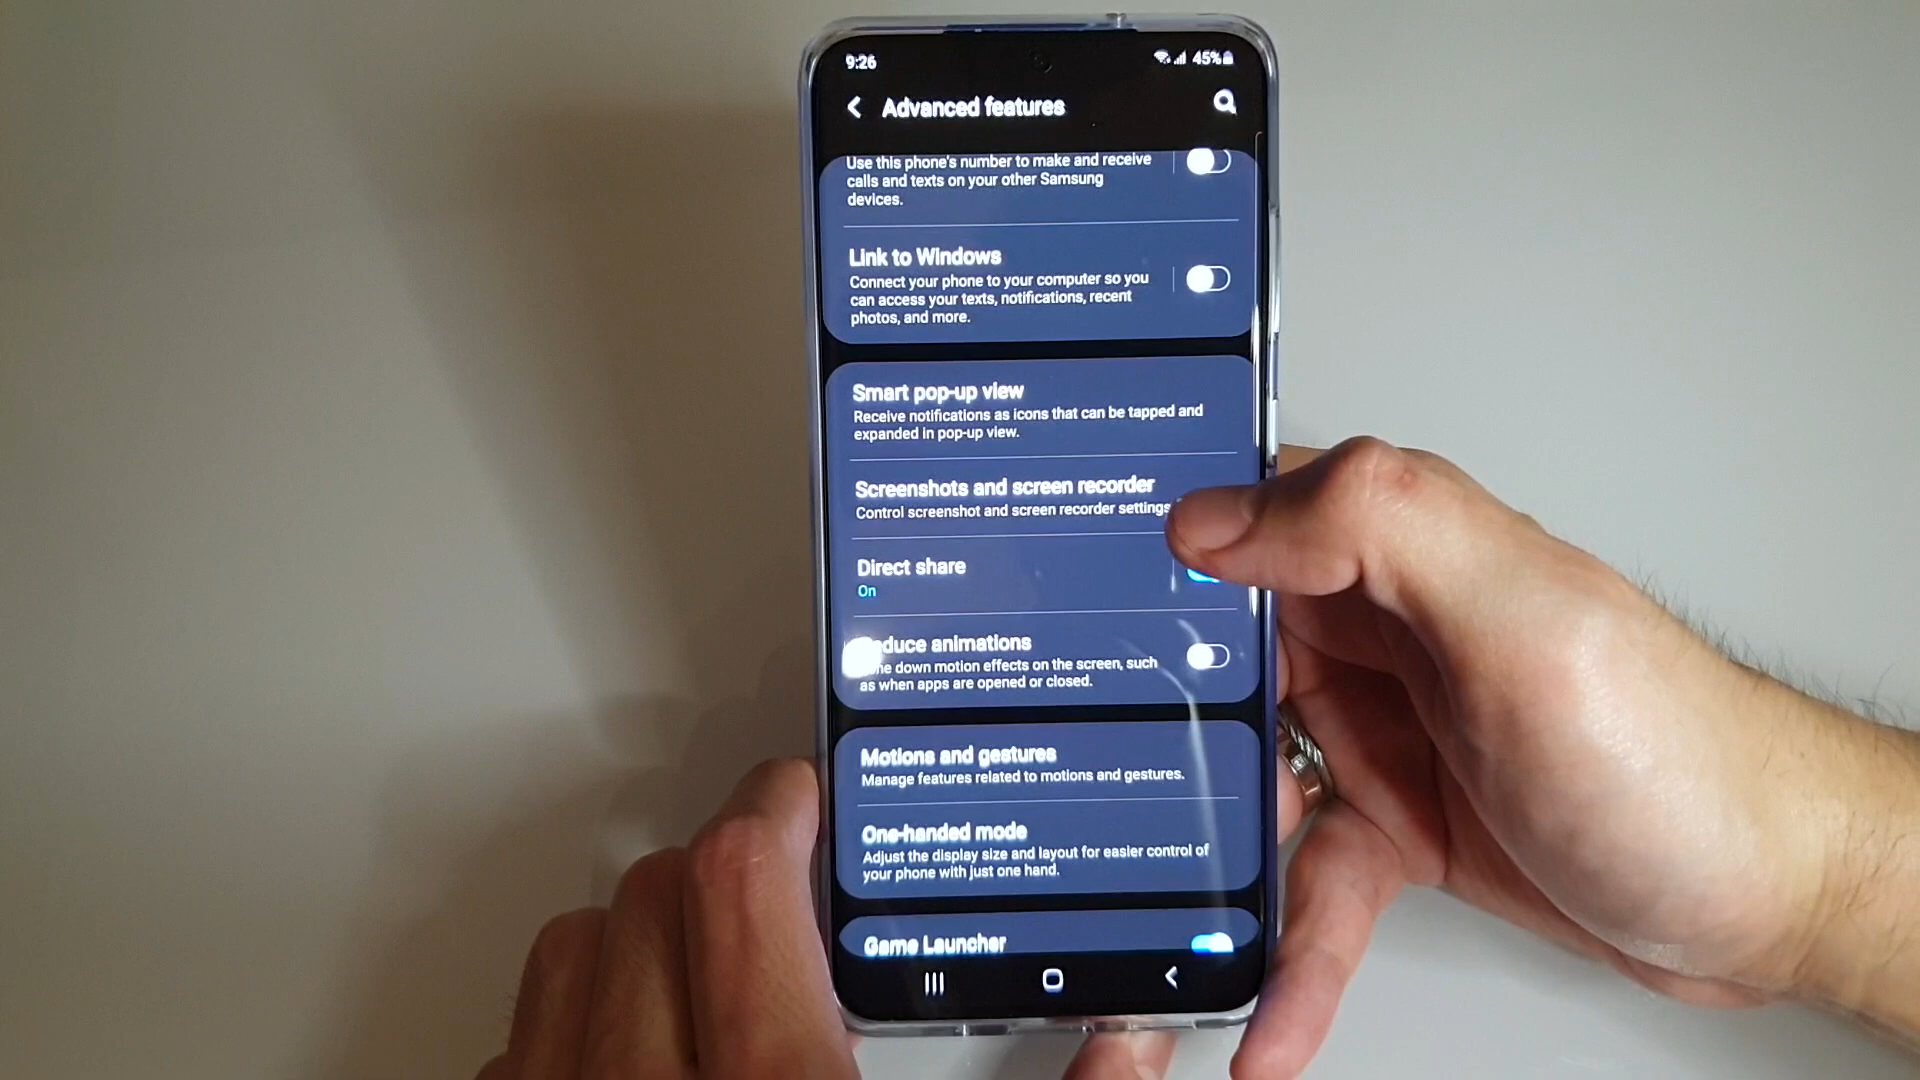 9:26
45%
Advanced features
Use this phone's number to make and receive
calls and texts on your other Samsung
devices.
Link to Windows
Connect your phone to your computer so you
can access your texts, notifications, recent
photos, and more.
Smart pop-up view
Receive notifications as icons that can be tapped and
expanded in pop-up view.
Screenshots and screen recorder
Control screenshot and screen recorder settings
Direct share
On
animations
down motion effects on the screen, such
as when apps are opened or closed.
Motions and gestures
Manage features related to motions and gestures.
One-handed mode
Adjust the display size and layout for easier control of
your phone with just one hand.
Game Launcher